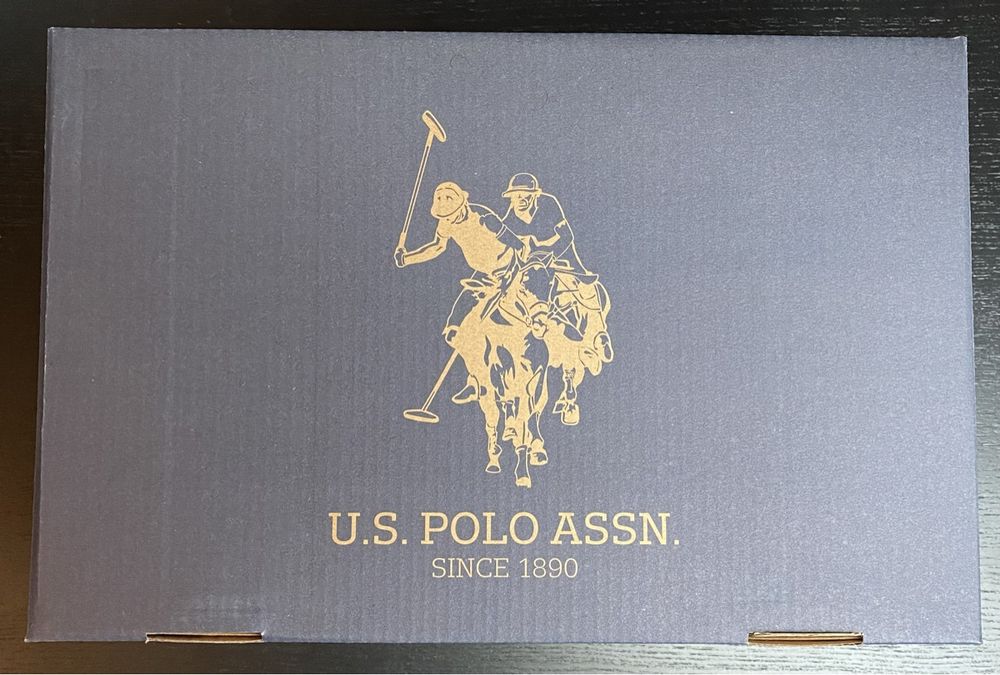 U.S. POLO ASSN.
SINCE 1890